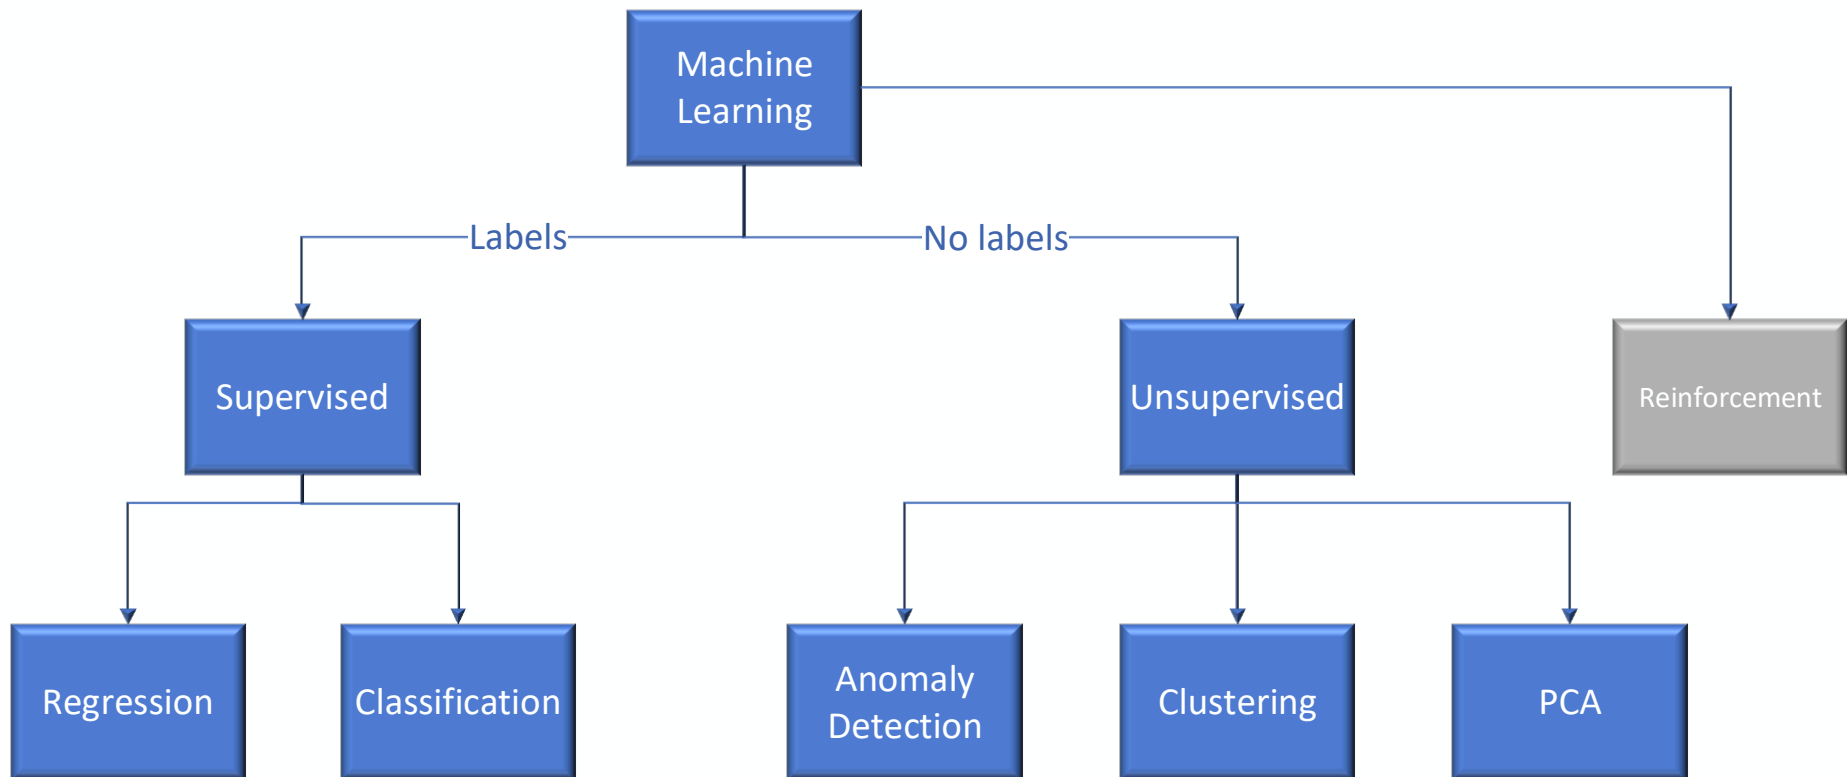 Machine
Learning
Labels
No labels
Supervised
Unsupervised
Reinforcement
Regression
Classification
Anomaly
Detection
Clustering
PCA